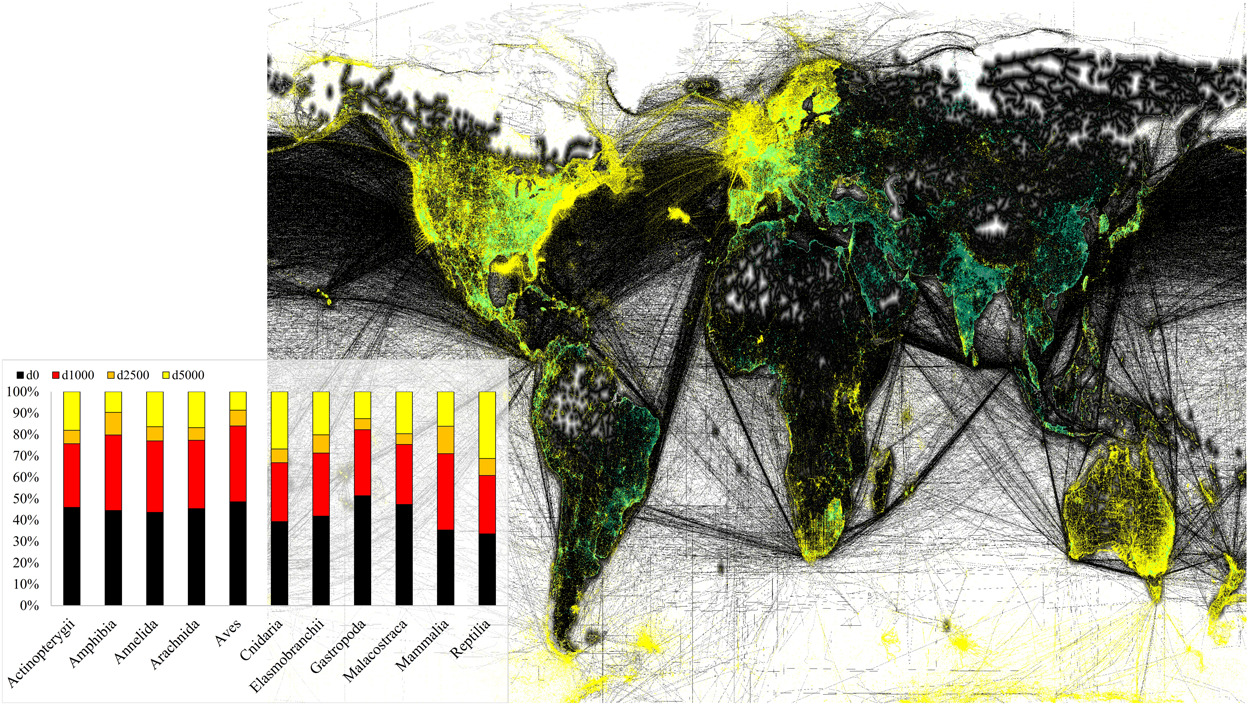 d0 d1000 d2500 d5000
100%
90%
80%
70%
60%
50%
40%
30%
20%
10%
0%
Actinopterygii
Amphibia
Annelida
Arachnida
Aves
Cnidaria
Elasmobranchii
Gastropoda
Malacostraca
Mammalia
Reptilia